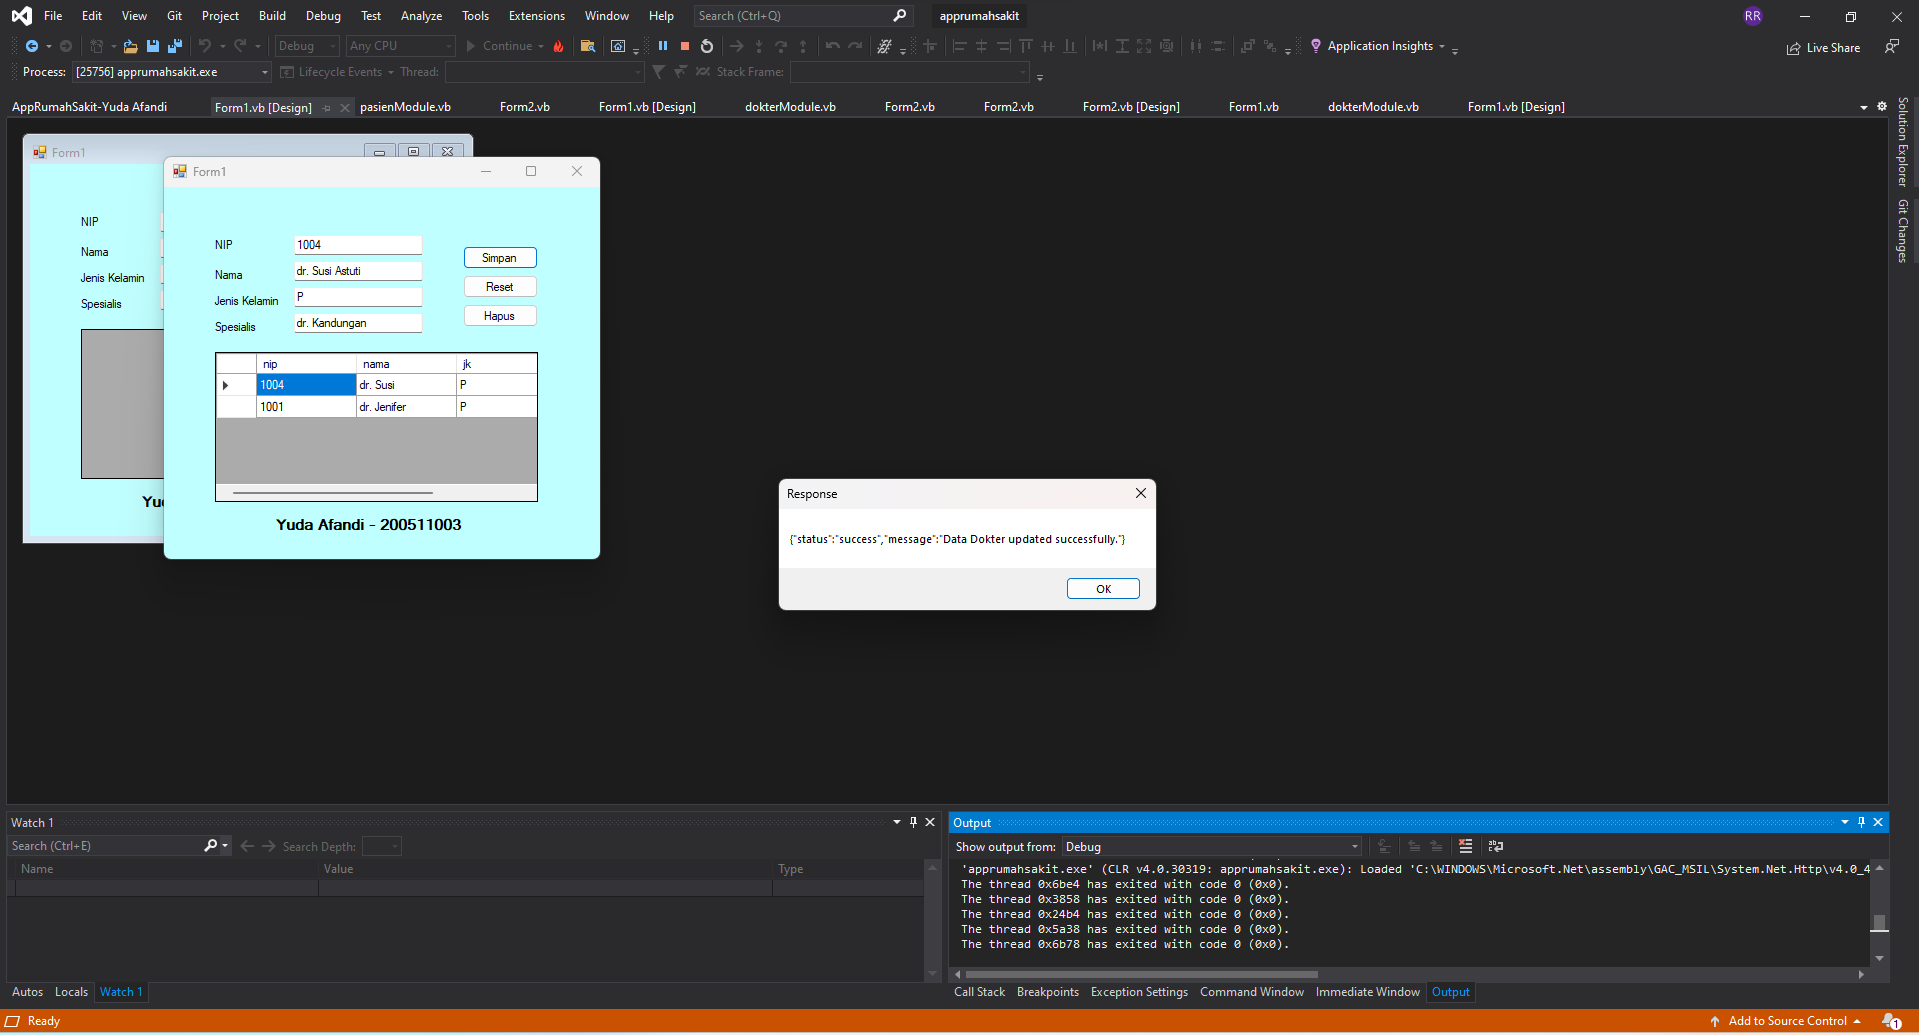 File Edit View Git Project Build Debug Test Analyze Tools Extensions Window Help Search (Ctrl+Q) apprumahsakit RR
Debug Any CPU Continue Application Insights Live Share
Process: [25756] apprumahsakit.exe Lifecycle Events Thread: Stack Frame:
AppRumahSakit-Yuda Afandi Form1.vb [Design] pasienModule.vb Form2.vb Form1.vb [Design] dokterModule.vb Form2.vb Form2.vb Form2.vb [Design] Form1.vb dokterModule.vb Form1.vb [Design]
Solution Explorer
Git Changes
Form1
NIP
Nama
Jenis Kelamin
Spesialis
Yu
Form1
NIP 1004
Simpan
Nama dr. Susi Astuti
Reset
Jenis Kelamin P
Hapus
Spesialis dr. Kandungan
nip nama jk
1004 dr. Susi P
1001 dr. Jenifer P
Yuda Afandi - 200511003
Response
{"status":"success","message":"Data Dokter updated successfully."}
OK
Watch 1
Search (Ctrl+E) Search Depth:
Name Value Type
Autos Locals Watch 1
Output
Show output from: Debug
'apprumahsakit.exe' (CLR v4.0.30319: apprumahsakit.exe): Loaded 'C:\WINDOWS\Microsoft.Net\assembly\GAC_MSIL\System.Net.Http\v4.0_4
The thread 0x6be4 has exited with code 0 (0x0).
The thread 0x3858 has exited with code 0 (0x0).
The thread 0x24b4 has exited with code 0 (0x0).
The thread 0x5a38 has exited with code 0 (0x0).
The thread 0x6b78 has exited with code 0 (0x0).
Call Stack Breakpoints Exception Settings Command Window Immediate Window Output
Ready Add to Source Control 1